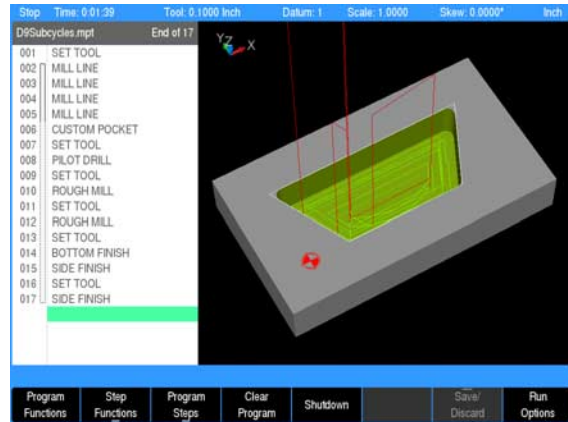 Stop Time: 0:01:39 Tool: 0.1000 Inch Datum: 1 Scale: 1.0000 Skew: 0.0000° Inch
D9Subcycles.mpt End of 17
001 SET TOOL
002 MILL LINE
003 MILL LINE
004 MILL LINE
005 MILL LINE
006 CUSTOM POCKET
007 SET TOOL
008 PILOT DRILL
009 SET TOOL
010 ROUGH MILL
011 SET TOOL
012 ROUGH MILL
013 SET TOOL
014 BOTTOM FINISH
015 SIDE FINISH
016 SET TOOL
017 SIDE FINISH
Y Z X
Program Functions
Step Functions
Program Steps
Clear Program
Shutdown
Save/ Discard
Run Options